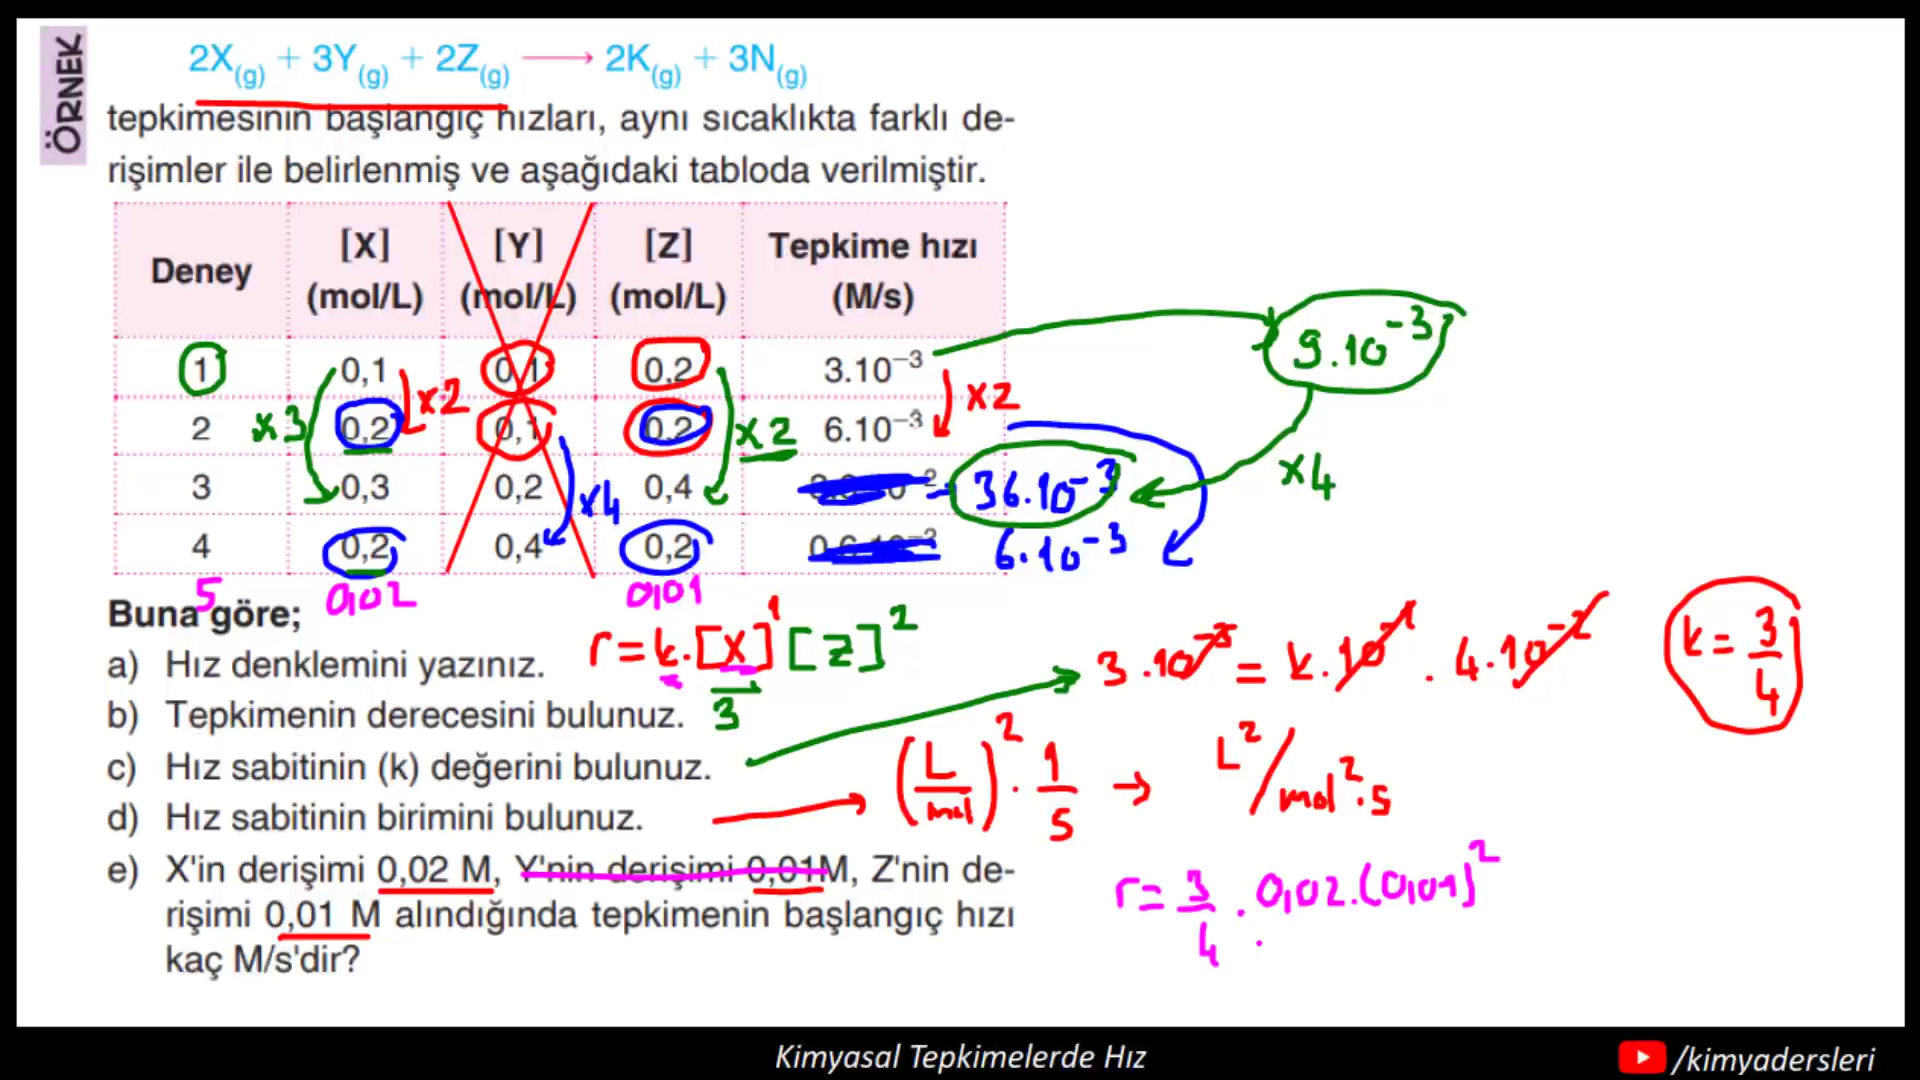 ÖRNEK
2X(g) + 3Y(g) + 2Z(g) ⟶ 2K(g) + 3N(g)
tepkimesinin başlangıç hızları, aynı sıcaklıkta farklı de-
rişimler ile belirlenmiş ve aşağıdaki tabloda verilmiştir.
Deney [X] (mol/L) [Y] (mol/L) [Z] (mol/L) Tepkime hızı (M/s)
1 0,1 0,1 0,2 3.10⁻³
9.10⁻³
x2 x2
2 0,2 0,1 0,2 6.10⁻³
x3 x2
x4
3 0,3 0,2 0,4 = 36.10⁻³
x4
4 0,2 0,4 0,2 6.10⁻³
5 0,02 0,01
Buna göre;
r = k.[X]¹[Z]²
a) Hız denklemini yazınız.
3.10⁻³ = k.10⁻¹ . 4.10⁻²
k = 3/4
b) Tepkimenin derecesini bulunuz. 3
c) Hız sabitinin (k) değerini bulunuz.
(L/mol)² . 1/s → L²/mol².s
d) Hız sabitinin birimini bulunuz.
e) X'in derişimi 0,02 M, Y'nin derişimi 0,01M, Z'nin de-
rişimi 0,01 M alındığında tepkimenin başlangıç hızı
kaç M/s'dir?
r = 3/4 . 0,02.(0,01)²
Kimyasal Tepkimelerde Hız
/kimyadersleri